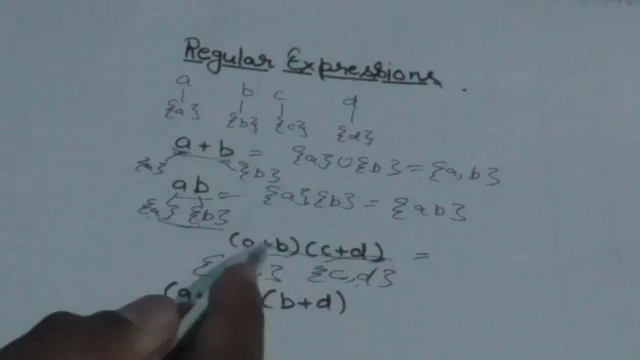 Regular Expressions.
a b c d
{a} {b} {c} {d}
a + b = {a}∪{b} = {a, b}
{a} {b}
ab = {a}{b} = {ab}
{a} {b}
(a+b)(c+d) =
{ } {c,d}
(a (b+d)